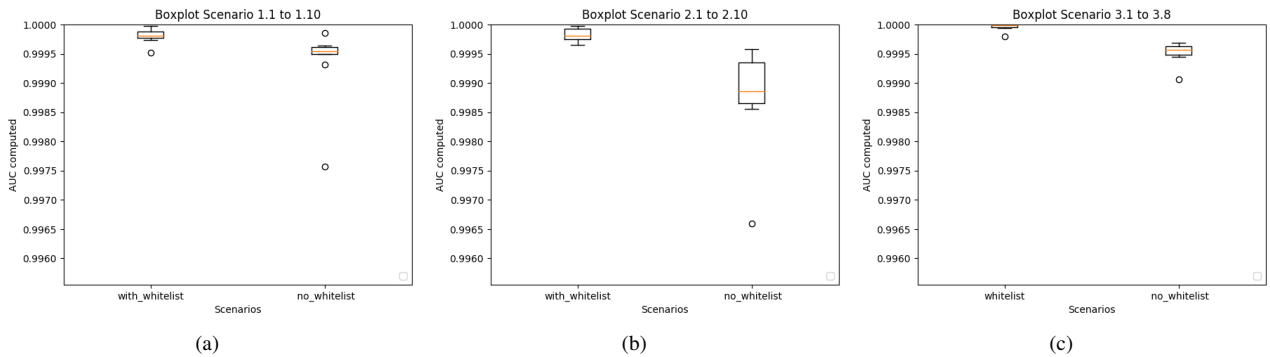 Boxplot Scenario 1.1 to 1.10
1.0000
0.9995
0.9990
0.9985
0.9980
0.9975
0.9970
0.9965
0.9960
AUC computed
with_whitelist
no_whitelist
Scenarios
(a)
Boxplot Scenario 2.1 to 2.10
1.0000
0.9995
0.9990
0.9985
0.9980
0.9975
0.9970
0.9965
0.9960
AUC computed
with_whitelist
no_whitelist
Scenarios
(b)
Boxplot Scenario 3.1 to 3.8
1.0000
0.9995
0.9990
0.9985
0.9980
0.9975
0.9970
0.9965
0.9960
AUC computed
whitelist
no_whitelist
Scenarios
(c)